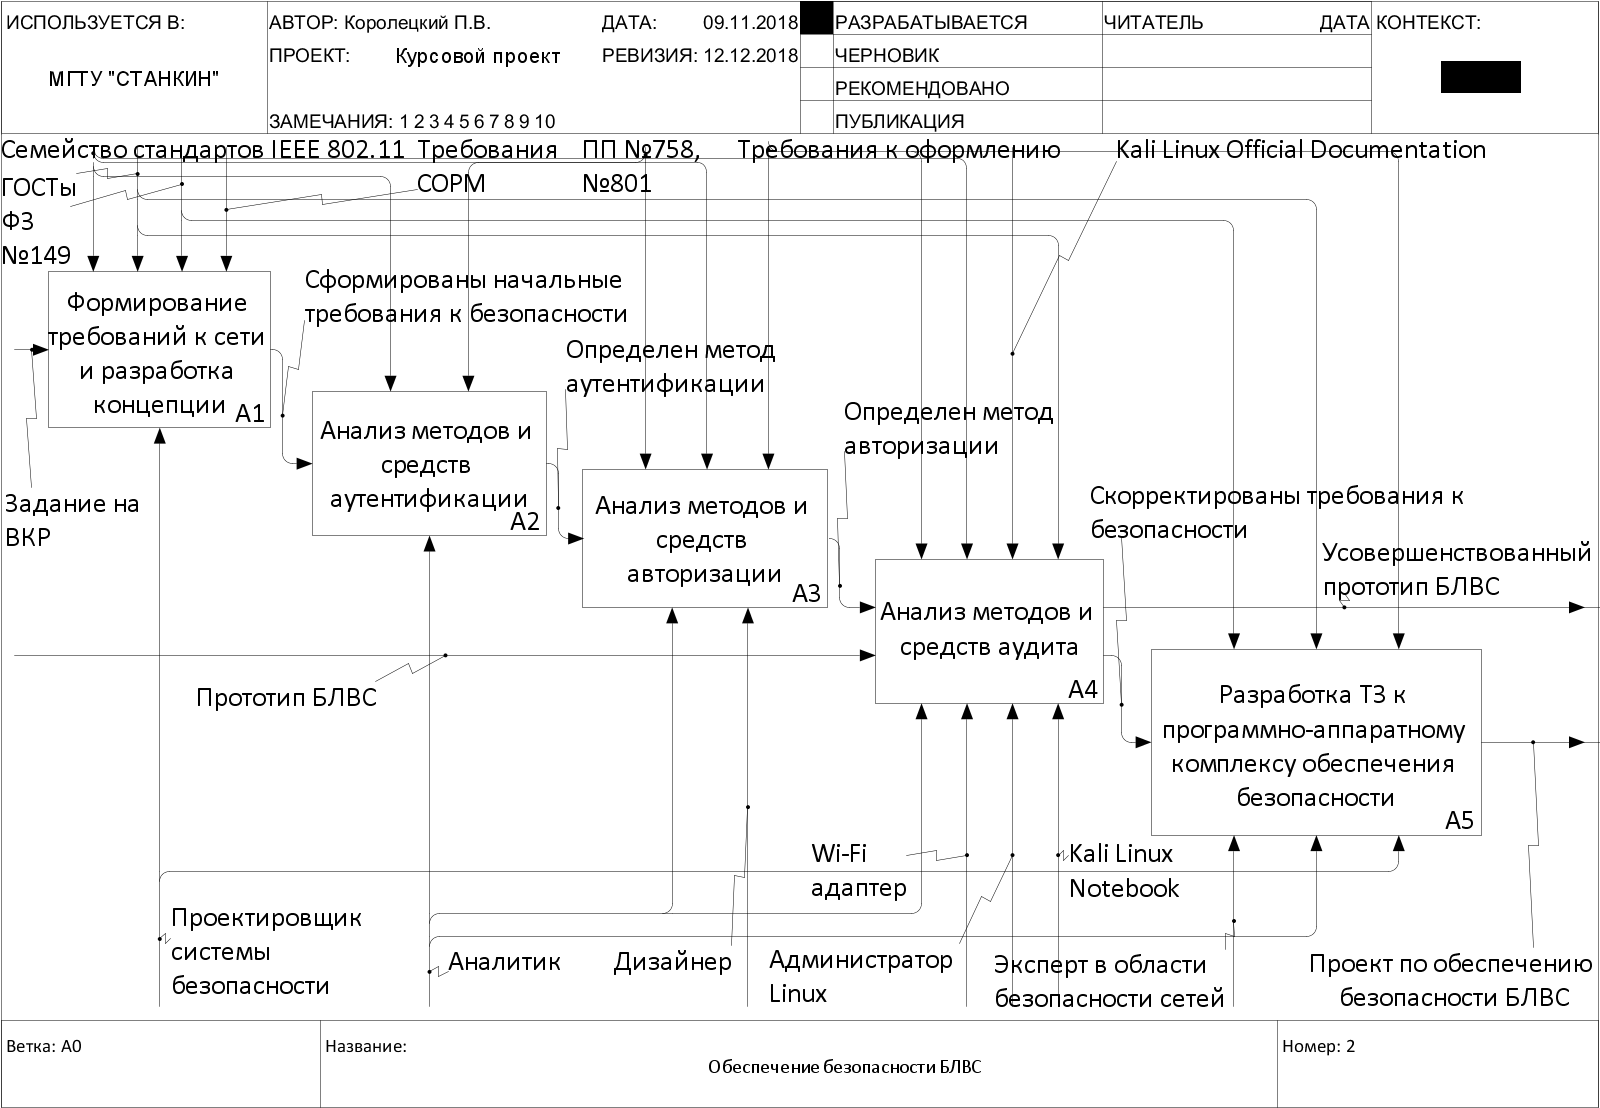 ИСПОЛЬЗУЕТСЯ В:
МГТУ "СТАНКИН"
АВТОР: Королецкий П.В.
ДАТА: 09.11.2018
ПРОЕКТ: Курсовой проект
РЕВИЗИЯ: 12.12.2018
ЗАМЕЧАНИЯ: 1 2 3 4 5 6 7 8 9 10
РАЗРАБАТЫВАЕТСЯ
ЧЕРНОВИК
РЕКОМЕНДОВАНО
ПУБЛИКАЦИЯ
ЧИТАТЕЛЬ
ДАТА
КОНТЕКСТ:
Семейство стандартов IEEE 802.11
Требования
СОРМ
ПП №758,
№801
Требования к оформлению
Kali Linux Official Documentation
ГОСТы
ФЗ
№149
Формирование
требований к сети
и разработка
концепции
А1
Сформированы начальные
требования к безопасности
Определен метод
аутентификации
Анализ методов и
средств
аутентификации
А2
Определен метод
авторизации
Задание на
ВКР
Анализ методов и
средств
авторизации
А3
Скорректированы требования к
безопасности
Усовершенствованный
прототип БЛВС
Анализ методов и
средств аудита
А4
Прототип БЛВС
Разработка ТЗ к
программно-аппаратному
комплексу обеспечения
безопасности
А5
Wi-Fi
адаптер
Kali Linux
Notebook
Проектировщик
системы
безопасности
Аналитик
Дизайнер
Администратор
Linux
Эксперт в области
безопасности сетей
Проект по обеспечению
безопасности БЛВС
Ветка: А0
Название:
Обеспечение безопасности БЛВС
Номер: 2